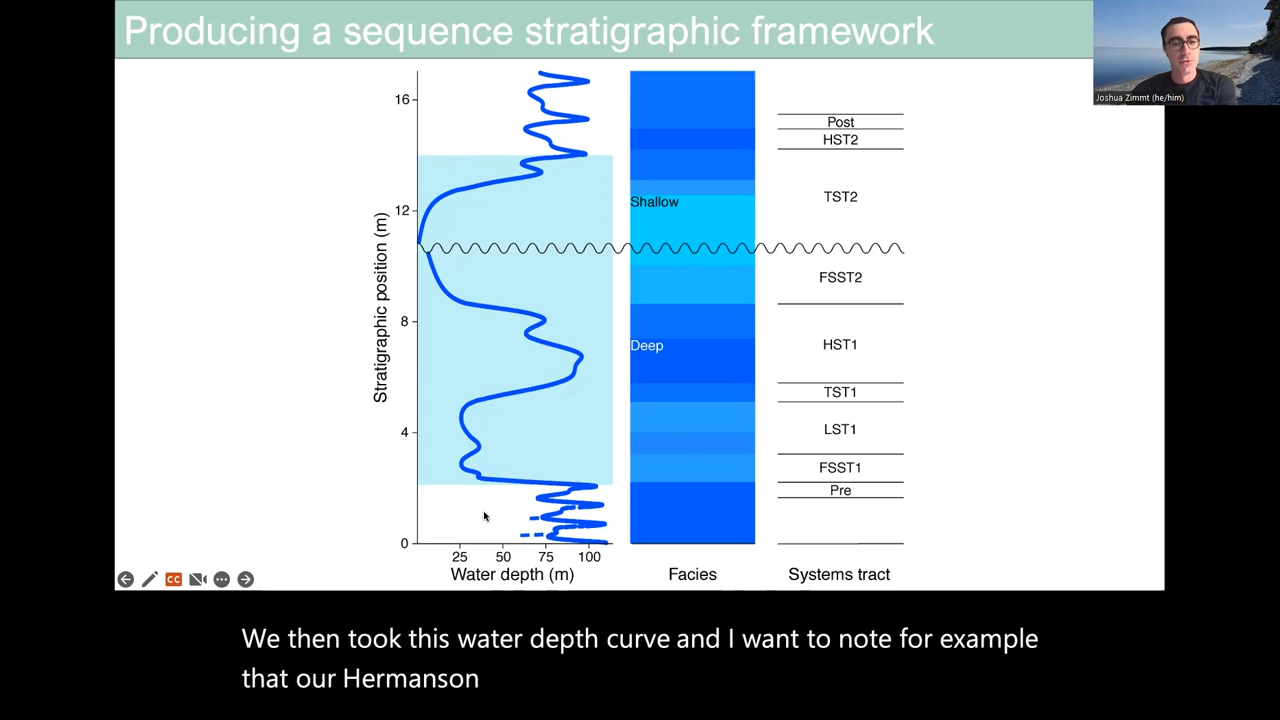 Producing a sequence stratigraphic framework
Joshua Zimmt (he/him)
Stratigraphic position (m)
16
12
8
4
0
25 50 75 100
Water depth (m)
Shallow
Deep
Facies
Post
HST2
TST2
FSST2
HST1
TST1
LST1
FSST1
Pre
Systems tract
CC
We then took this water depth curve and I want to note for example
that our Hermanson